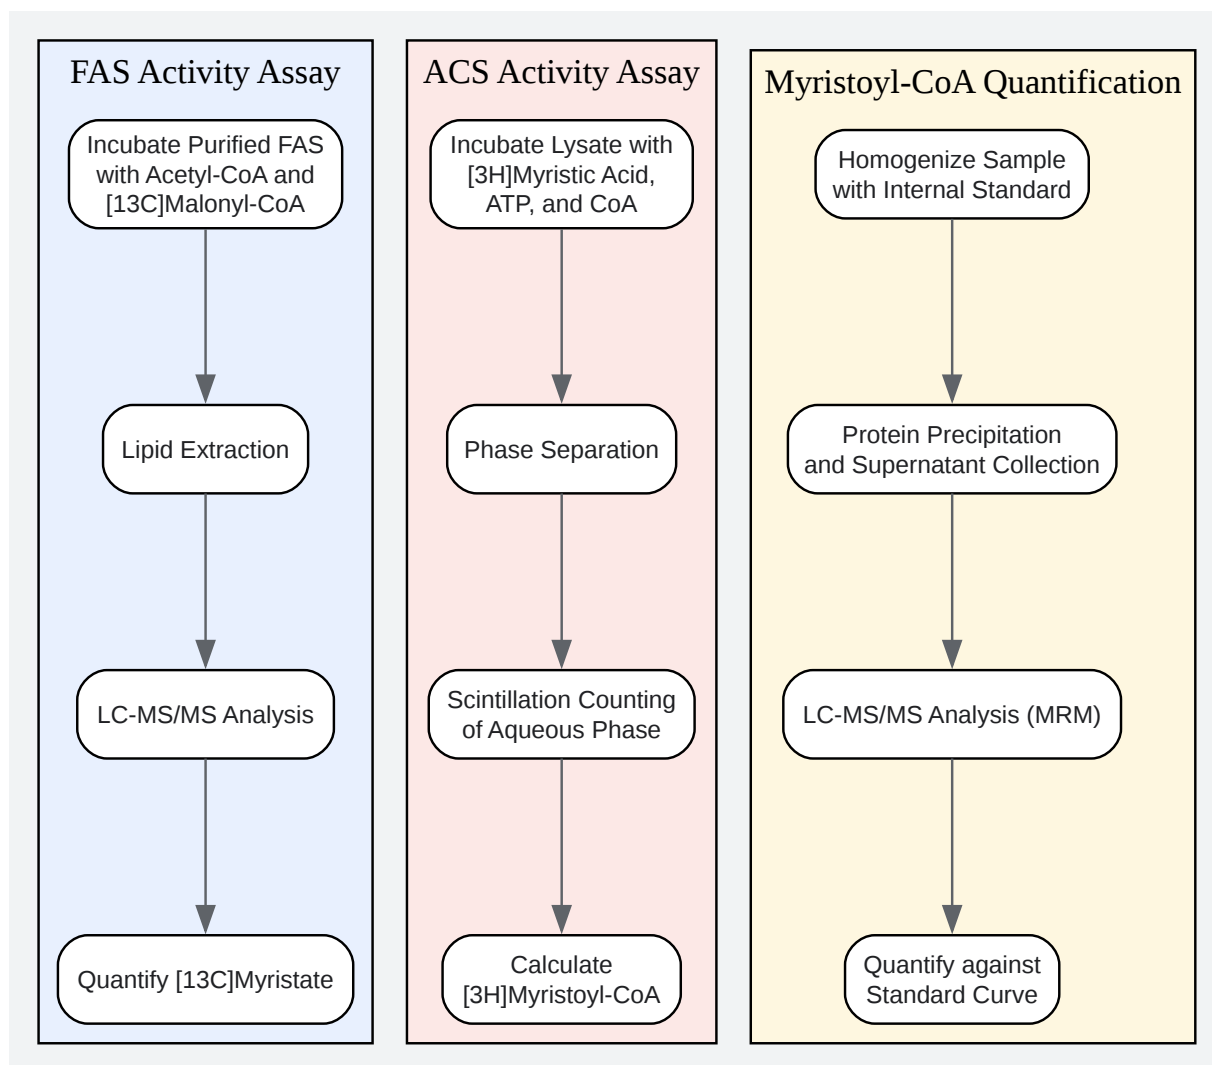 FAS Activity Assay
Incubate Purified FAS
with Acetyl-CoA and
[13C]Malonyl-CoA
Lipid Extraction
LC-MS/MS Analysis
Quantify [13C]Myristate
ACS Activity Assay
Incubate Lysate with
[3H]Myristic Acid,
ATP, and CoA
Phase Separation
Scintillation Counting
of Aqueous Phase
Calculate
[3H]Myristoyl-CoA
Myristoyl-CoA Quantification
Homogenize Sample
with Internal Standard
Protein Precipitation
and Supernatant Collection
LC-MS/MS Analysis (MRM)
Quantify against
Standard Curve